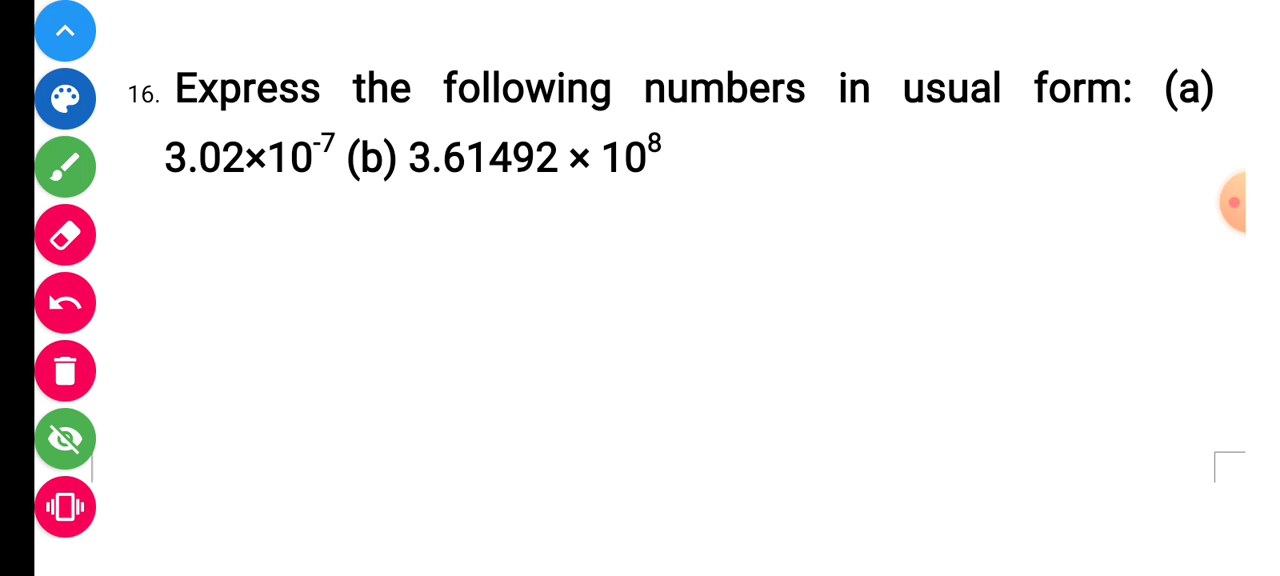 16. Express the following numbers in usual form: (a)
3.02×10⁻⁷ (b) 3.61492 × 10⁸